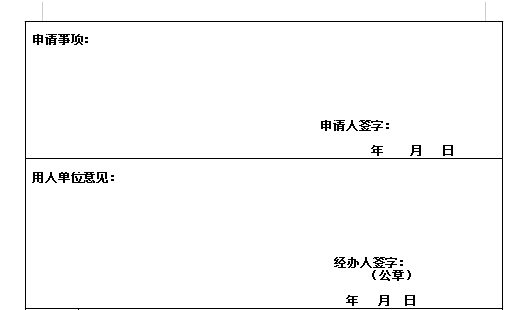 申请事项：
申请人签字：
年 月 日
用人单位意见：
经办人签字：
（公章）
年 月 日